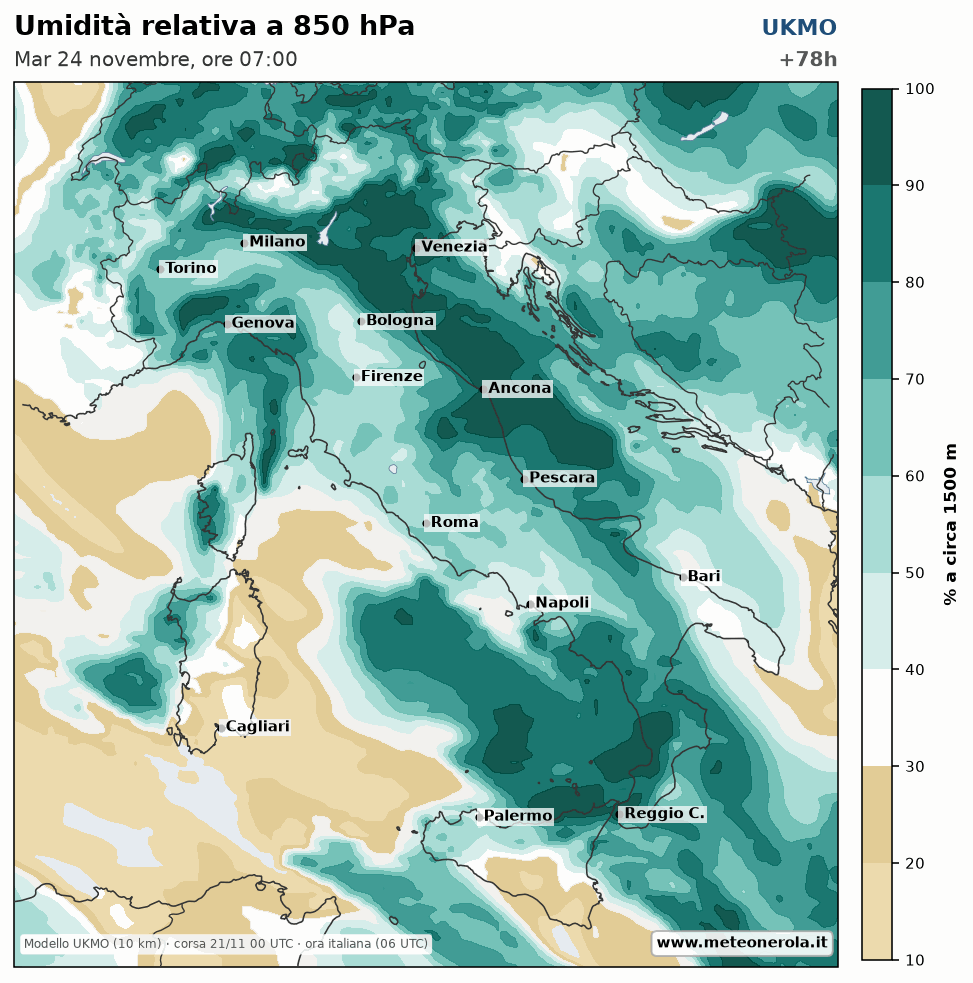 Umidità relativa a 850 hPa
UKMO
Mar 24 novembre, ore 07:00
+78h
Milano
Venezia
Torino
Genova
Bologna
Firenze
Ancona
Pescara
Roma
Bari
Napoli
Cagliari
Palermo
Reggio C.
100
90
80
70
60
50
40
30
20
10
% a circa 1500 m
Modello UKMO (10 km) · corsa 21/11 00 UTC · ora italiana (06 UTC)
www.meteonerola.it